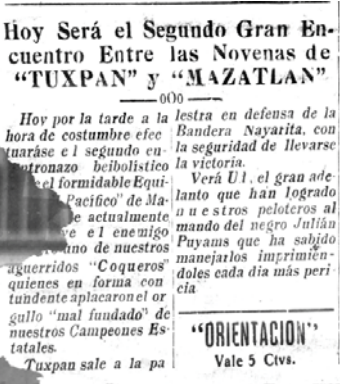 Hoy Será el Segundo Gran En-
cuentro Entre las Novenas de
"TUXPAN" y "MAZATLAN"
—oOo—
Hoy por la tarde a la
hora de costumbre efec
tuaráse el segundo en-
tronazo beibolístico
el formidable Equi
Pacífico" de Ma-
e actualmente
ve el enemigo
uno de nuestros
aguerridos "Coqueros"
quienes en forma con
tundente aplacaron el or
gullo "mal fundado" de
nuestros Campeones Es-
tatales.
Tuxpan sale a la pa
lestra en defensa de la
Bandera Nayarita, con
la seguridad de llevarse
la victoria.
Verá Ud., el gran ade-
lanto que han logrado
nuestros peloteros al
mando del negro Julián
Puyams que ha sabido
manejarlos imprimién-
doles cada día más peri
cia
"ORIENTACION"
Vale 5 Ctvs.